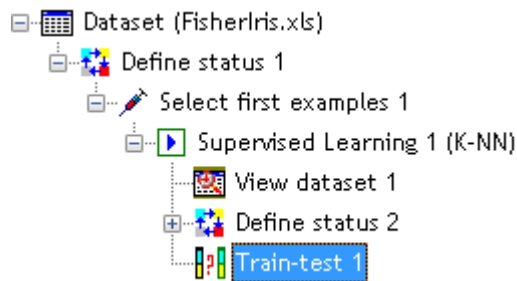 Dataset (FisherIris.xls)
Define status 1
Select first examples 1
Supervised Learning 1 (K-NN)
View dataset 1
Define status 2
Train-test 1